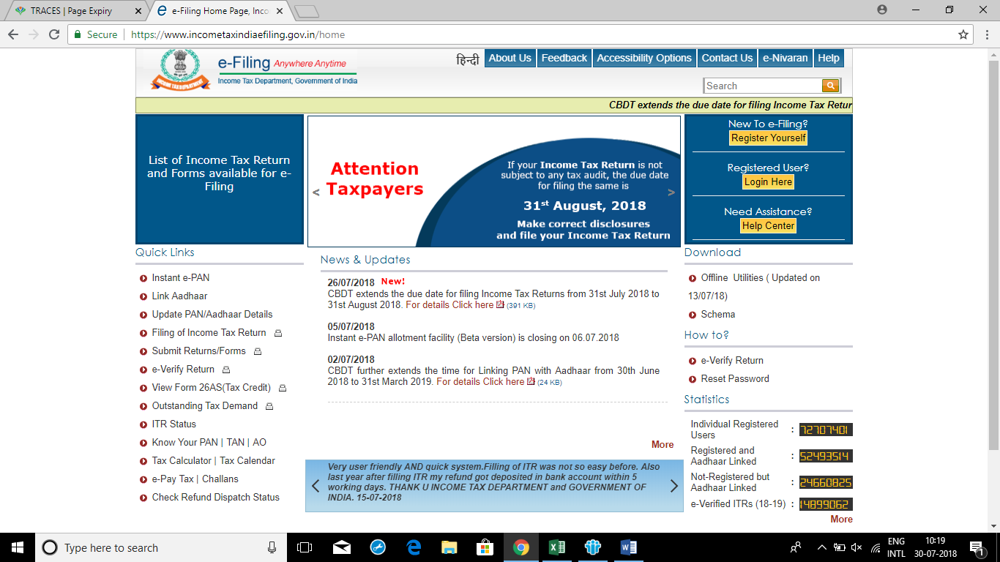 TRACES | Page Expiry
e-Filing Home Page, Inco
Secure
https://www.incometaxindiaefiling.gov.in/home
e-Filing Anywhere Anytime
Income Tax Department, Government of India
हिन्दी
About Us
Feedback
Accessibility Options
Contact Us
e-Nivaran
Help
Search
CBDT extends the due date for filing Income Tax Retur
List of Income Tax Return
and Forms available for e-
Filing
Attention
Taxpayers
If your Income Tax Return is not
subject to any tax audit, the due date
for filing the same is
31st August, 2018
Make correct disclosures
and file your Income Tax Return
<
>
New To e-Filing?
Register Yourself
Registered User?
Login Here
Need Assistance?
Help Center
Quick Links
Instant e-PAN
Link Aadhaar
Update PAN/Aadhaar Details
Filing of Income Tax Return
Submit Returns/Forms
e-Verify Return
View Form 26AS(Tax Credit)
Outstanding Tax Demand
ITR Status
Know Your PAN | TAN | AO
Tax Calculator | Tax Calendar
e-Pay Tax | Challans
Check Refund Dispatch Status
News & Updates
26/07/2018 New!
CBDT extends the due date for filing Income Tax Returns from 31st July 2018 to
31st August 2018. For details Click here (391 KB)
05/07/2018
Instant e-PAN allotment facility (Beta version) is closing on 06.07.2018
02/07/2018
CBDT further extends the time for Linking PAN with Aadhaar from 30th June
2018 to 31st March 2019. For details Click here (24 KB)
More
Very user friendly AND quick system.Filling of ITR was not so easy before. Also
last year after filling ITR my refund got deposited in bank account within 5
working days. THANK U INCOME TAX DEPARTMENT and GOVERNMENT OF
INDIA. 15-07-2018
Download
Offline Utilities ( Updated on
13/07/18)
Schema
How to?
e-Verify Return
Reset Password
Statistics
Individual Registered
Users : 72707401
Registered and
Aadhaar Linked : 52493514
Not-Registered but
Aadhaar Linked : 24660825
e-Verified ITRs (18-19) : 14899062
More
Type here to search
ENG
INTL
10:19
30-07-2018
1